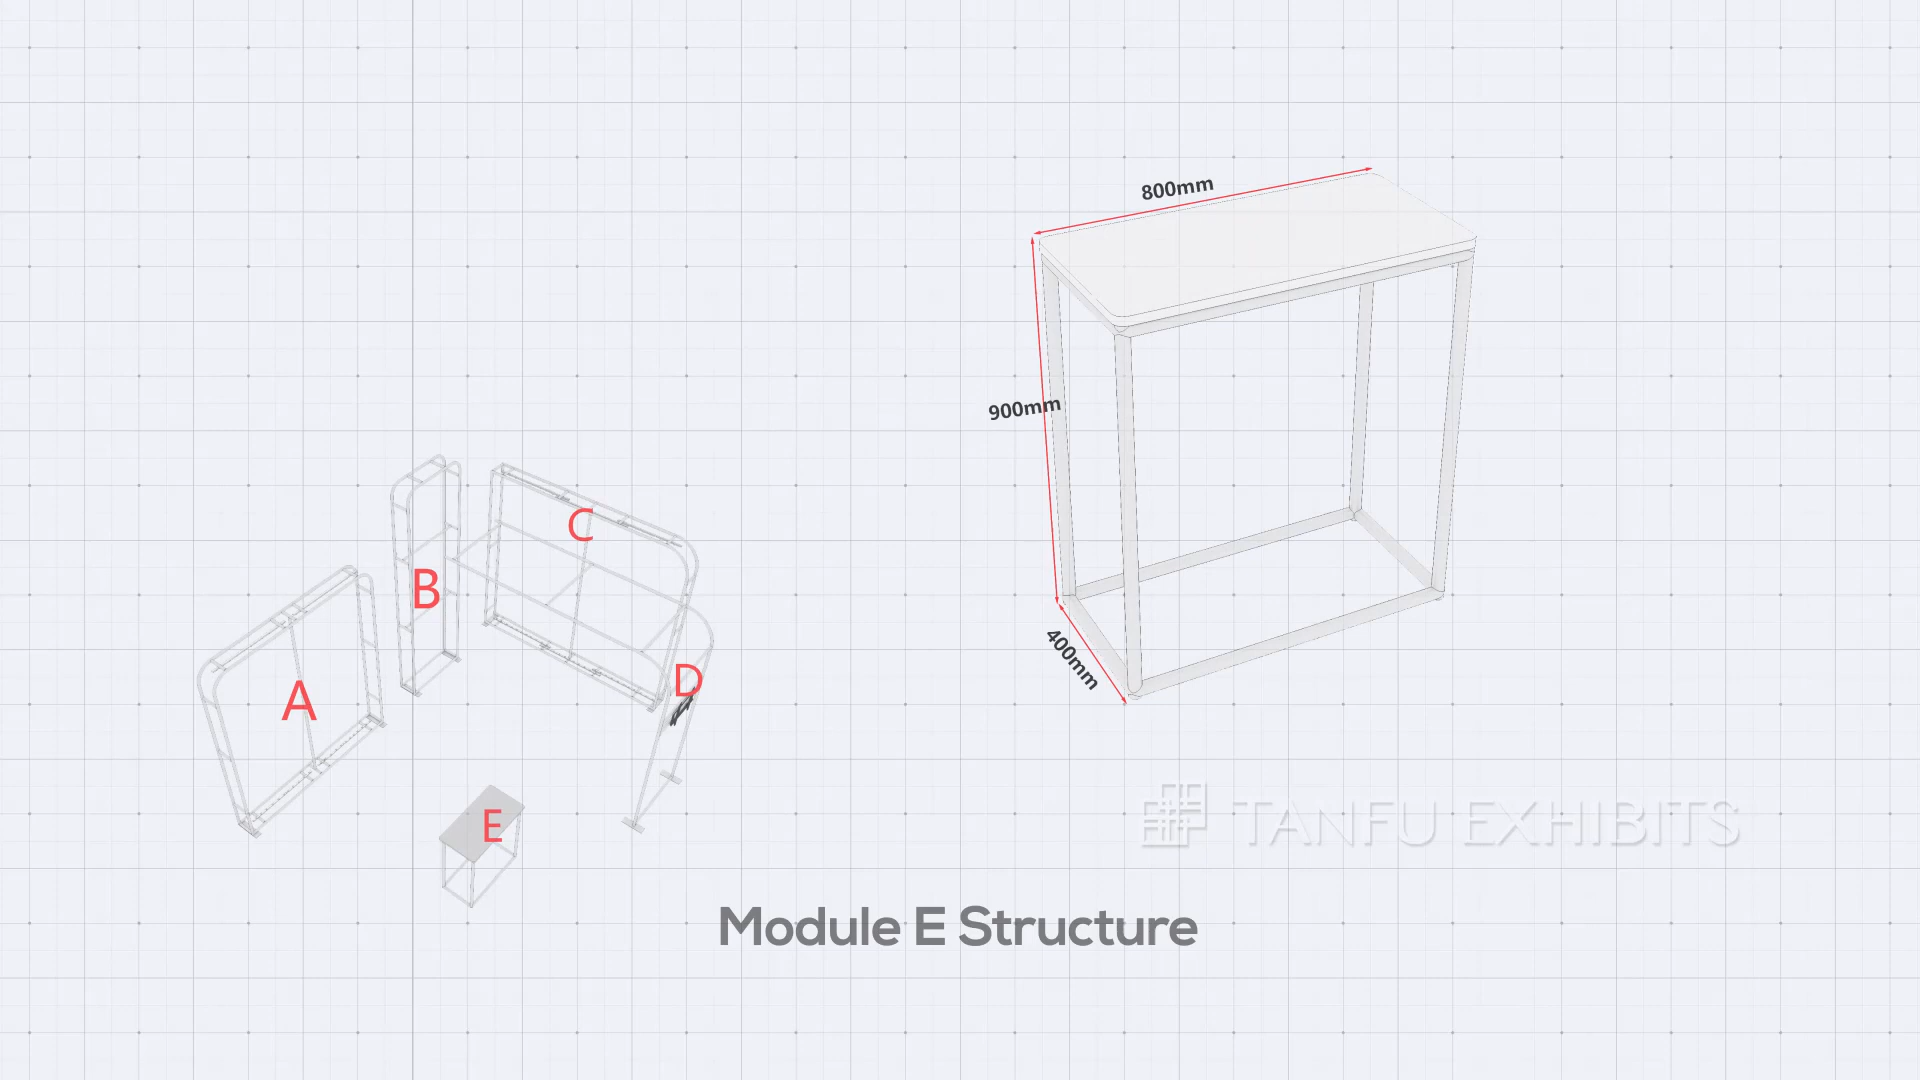 800mm
900mm
400mm
C
B
D
A
E
TANFU EXHIBITS
Module E Structure